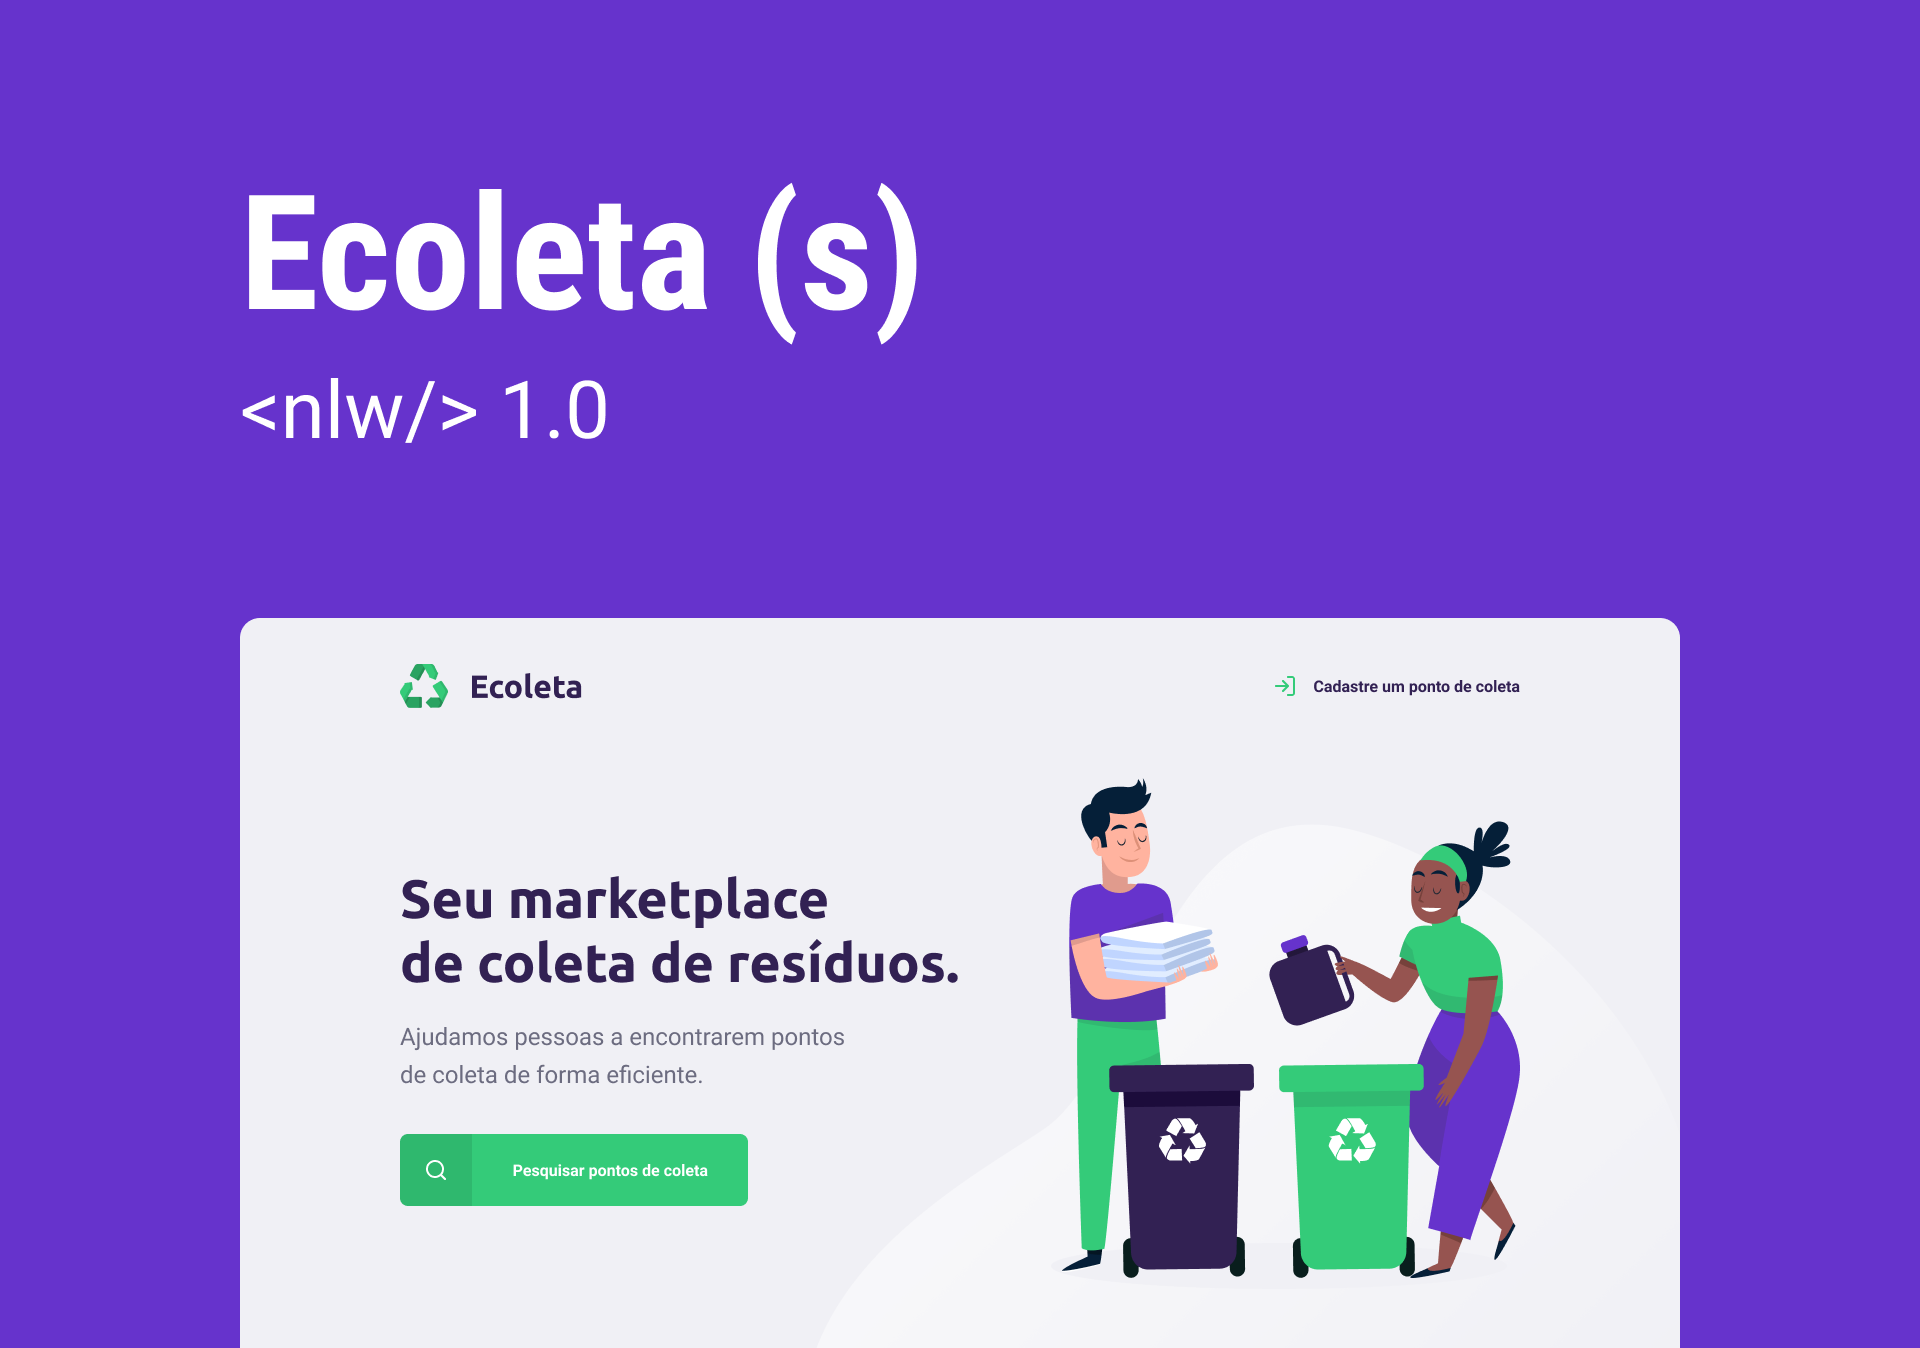 Ecoleta (s)
<nlw/> 1.0
Ecoleta
Cadastre um ponto de coleta
Seu marketplace
de coleta de resíduos.
Ajudamos pessoas a encontrarem pontos
de coleta de forma eficiente.
Pesquisar pontos de coleta